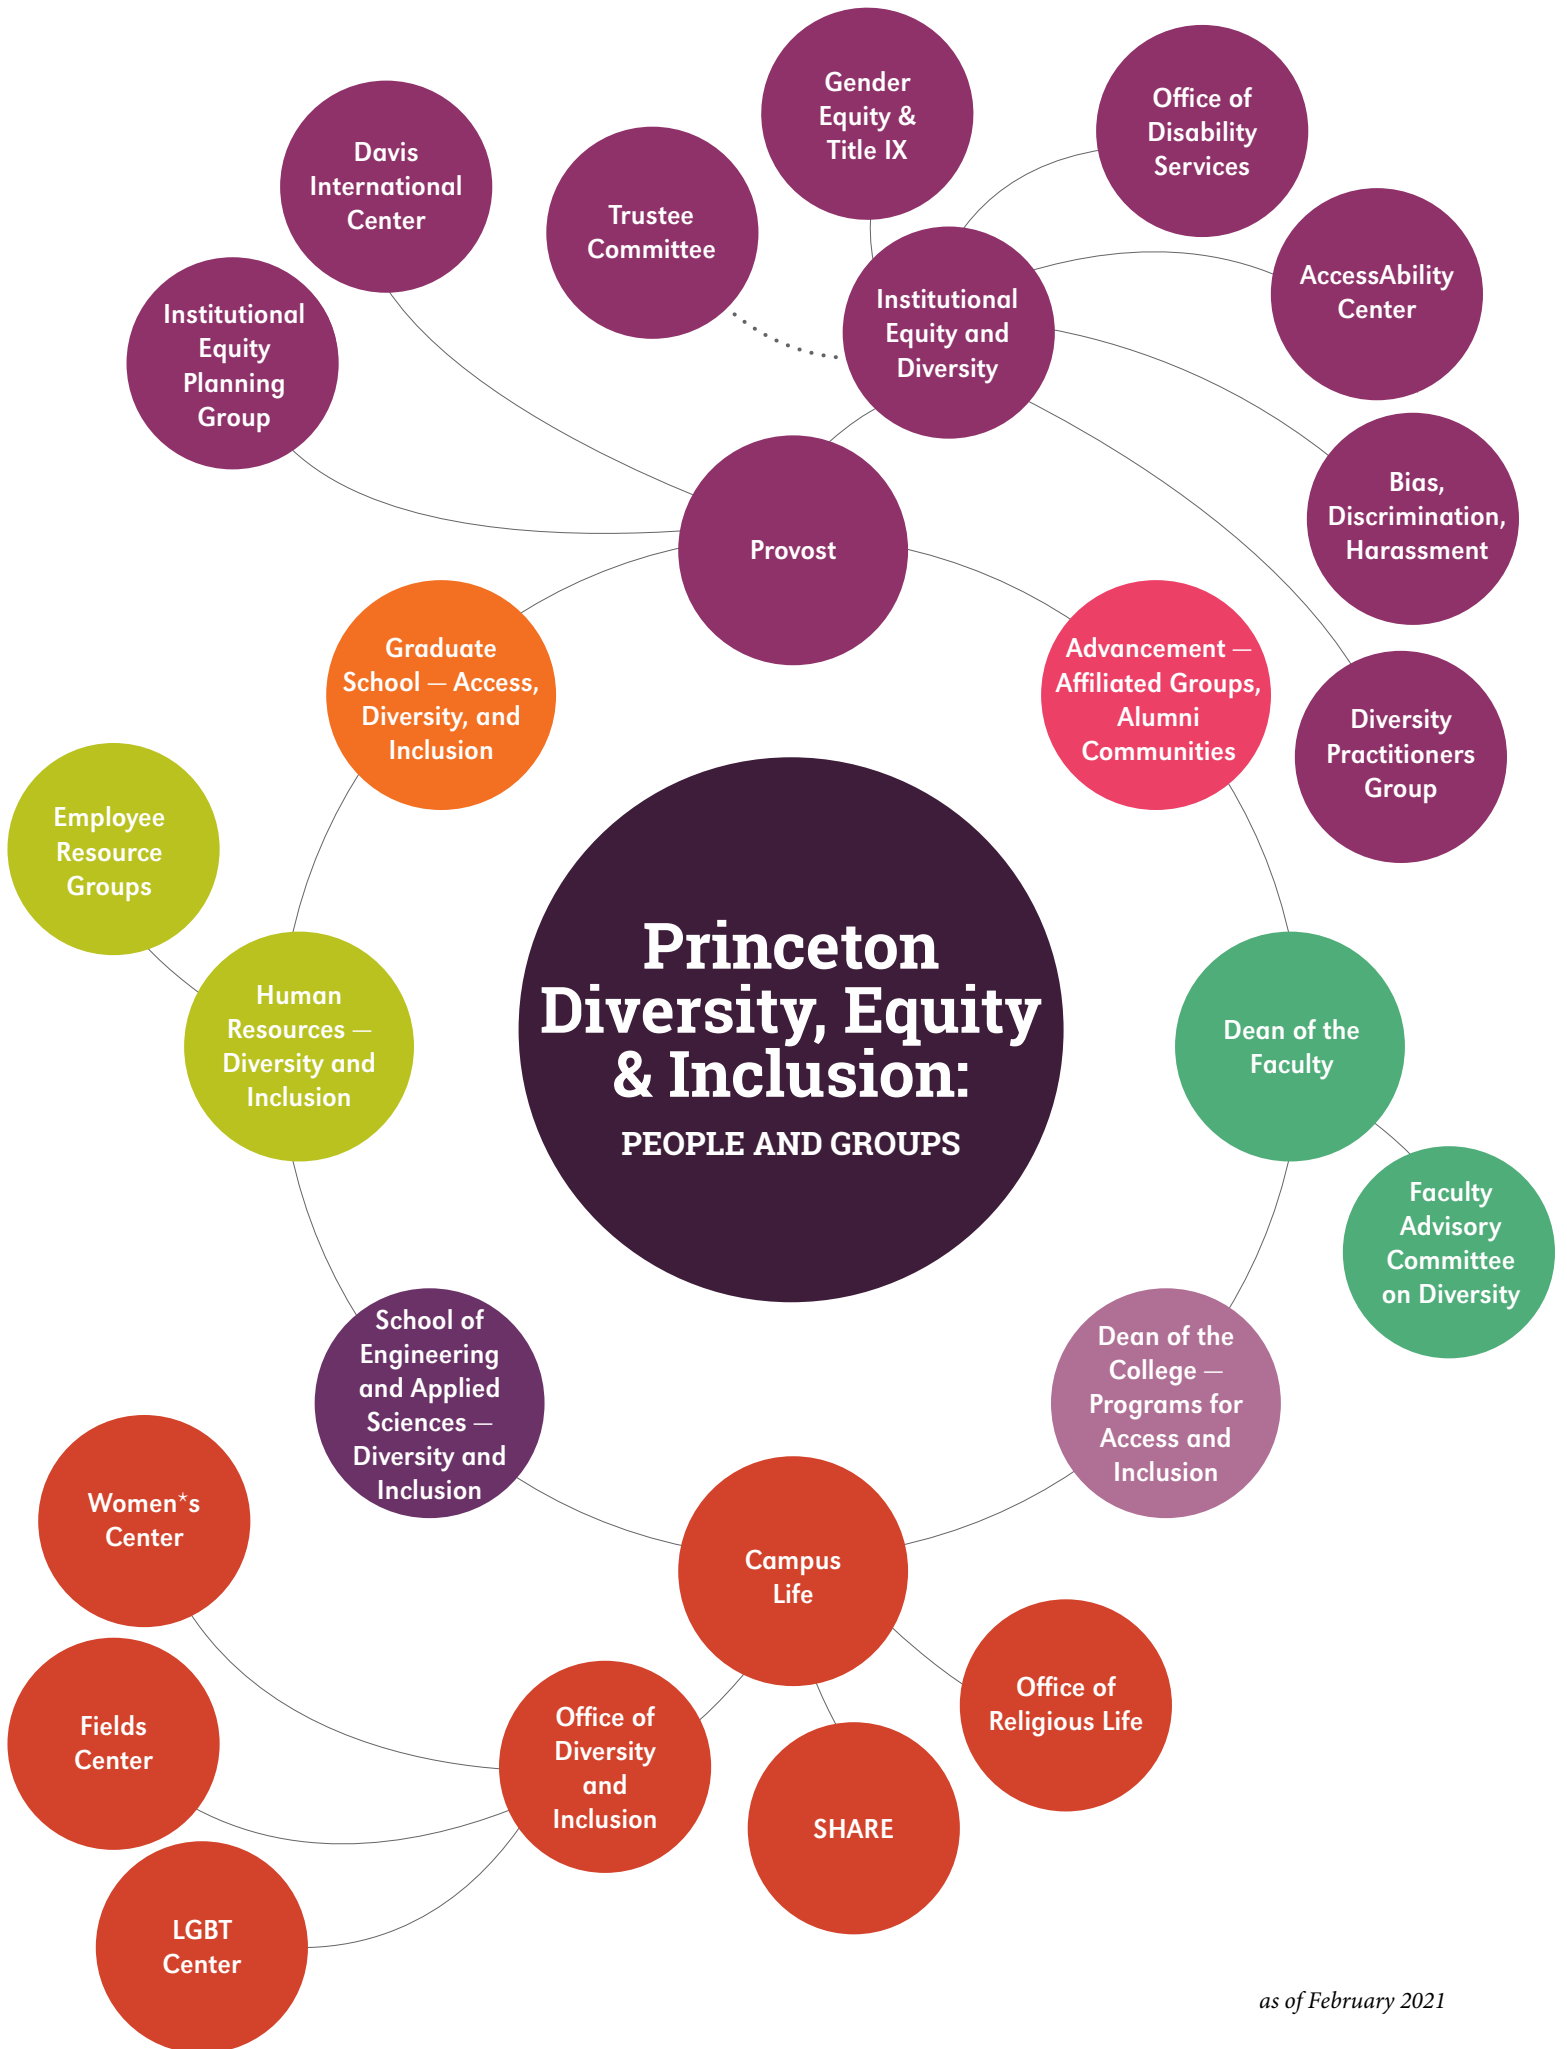 Gender
Equity &
Title IX
Office of
Disability
Services
Davis
International
Center
Trustee
Committee
AccessAbility
Center
Institutional
Equity and
Diversity
Institutional
Equity
Planning
Group
Bias,
Discrimination,
Harassment
Provost
Graduate
School — Access,
Diversity, and
Inclusion
Advancement —
Affiliated Groups,
Alumni
Communities
Diversity
Practitioners
Group
Employee
Resource
Groups
Princeton
Diversity, Equity
& Inclusion:
PEOPLE AND GROUPS
Human
Resources —
Diversity and
Inclusion
Dean of the
Faculty
Faculty
Advisory
Committee
on Diversity
School of
Engineering
and Applied
Sciences —
Diversity and
Inclusion
Dean of the
College —
Programs for
Access and
Inclusion
Women*s
Center
Campus
Life
Office of
Religious Life
Fields
Center
Office of
Diversity
and
Inclusion
SHARE
LGBT
Center
as of February 2021